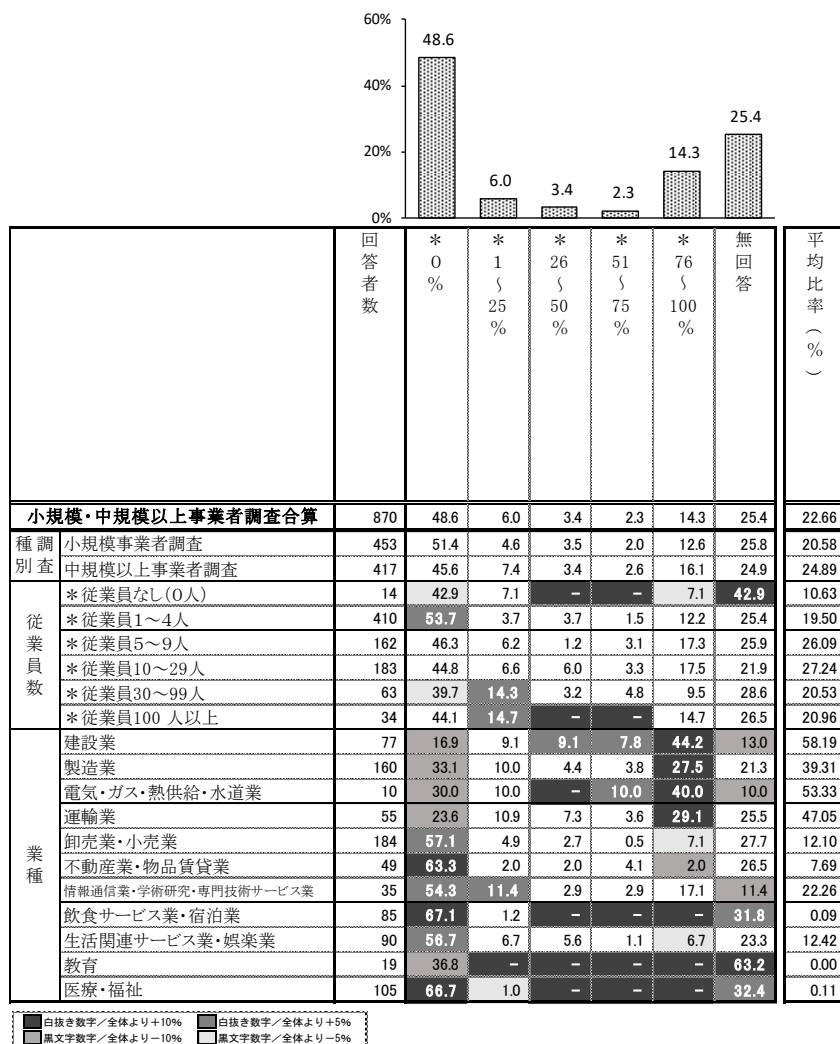 60%
40%
20%
0%
48.6
6.0
3.4
2.3
14.3
25.4
回答者数 *0% *1〜25% *26〜50% *51〜75% *76〜100% 無回答 平均比率(%)
小規模・中規模以上事業者調査合算 870 48.6 6.0 3.4 2.3 14.3 25.4 22.66
調査種別
小規模事業者調査 453 51.4 4.6 3.5 2.0 12.6 25.8 20.58
中規模以上事業者調査 417 45.6 7.4 3.4 2.6 16.1 24.9 24.89
従業員数
*従業員なし(0人) 14 42.9 7.1 − − 7.1 42.9 10.63
*従業員1〜4人 410 53.7 3.7 3.7 1.5 12.2 25.4 19.50
*従業員5〜9人 162 46.3 6.2 1.2 3.1 17.3 25.9 26.09
*従業員10〜29人 183 44.8 6.6 6.0 3.3 17.5 21.9 27.24
*従業員30〜99人 63 39.7 14.3 3.2 4.8 9.5 28.6 20.53
*従業員100 人以上 34 44.1 14.7 − − 14.7 26.5 20.96
業種
建設業 77 16.9 9.1 9.1 7.8 44.2 13.0 58.19
製造業 160 33.1 10.0 4.4 3.8 27.5 21.3 39.31
電気・ガス・熱供給・水道業 10 30.0 10.0 − 10.0 40.0 10.0 53.33
運輸業 55 23.6 10.9 7.3 3.6 29.1 25.5 47.05
卸売業・小売業 184 57.1 4.9 2.7 0.5 7.1 27.7 12.10
不動産業・物品賃貸業 49 63.3 2.0 2.0 4.1 2.0 26.5 7.69
情報通信業・学術研究・専門技術サービス業 35 54.3 11.4 2.9 2.9 17.1 11.4 22.26
飲食サービス業・宿泊業 85 67.1 1.2 − − − 31.8 0.09
生活関連サービス業・娯楽業 90 56.7 6.7 5.6 1.1 6.7 23.3 12.42
教育 19 36.8 − − − − 63.2 0.00
医療・福祉 105 66.7 1.0 − − − 32.4 0.11
白抜き数字/全体より+10% 白抜き数字/全体より+5%
黒文字数字/全体より−10% 黒文字数字/全体より−5%